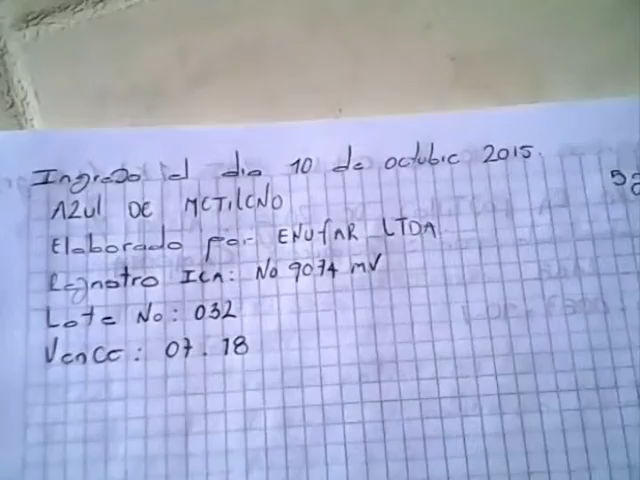 Ingreso el dia 10 de octubre 2015.
AZUL DE METILENO
Elaborado por ENUFAR LTDA
Registro ICA: No 9074 MV
Lote No: 032
Vence: 07.18